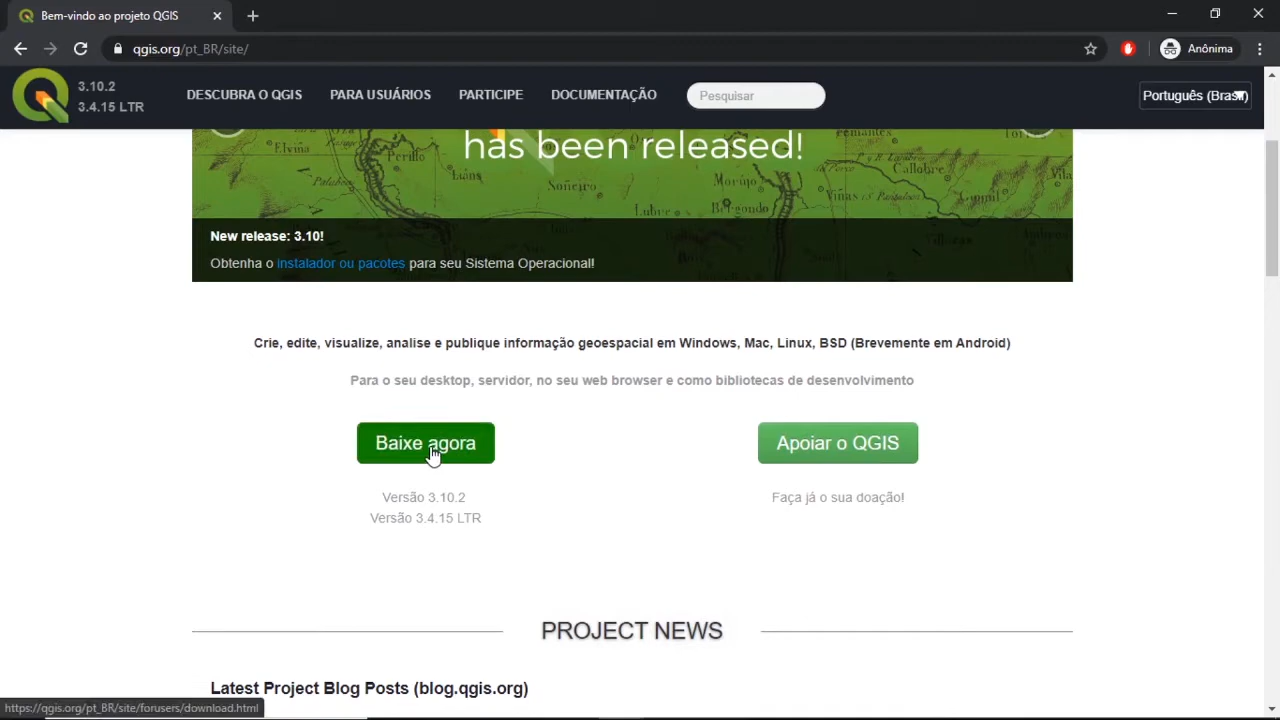 Bem-vindo ao projeto QGIS
qgis.org/pt_BR/site/
Anônima
3.10.2
3.4.15 LTR
DESCUBRA O QGIS
PARA USUÁRIOS
PARTICIPE
DOCUMENTAÇÃO
Pesquisar
has been released!
Elviña
Perillo
Luáns
Soñeiro
Callobre
New release: 3.10!
Obtenha o instalador ou pacotes para seu Sistema Operacional!
Crie, edite, visualize, analise e publique informação geoespacial em Windows, Mac, Linux, BSD (Brevemente em Android)
Para o seu desktop, servidor, no seu web browser e como bibliotecas de desenvolvimento
Baixe agora
Apoiar o QGIS
Versão 3.10.2
Faça já o sua doação!
Versão 3.4.15 LTR
PROJECT NEWS
Latest Project Blog Posts (blog.qgis.org)
https://qgis.org/pt_BR/site/forusers/download.html